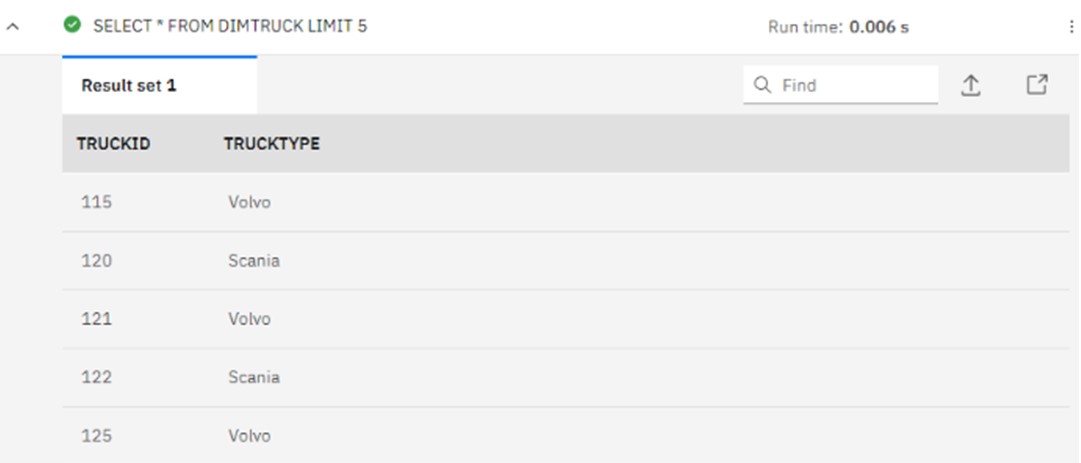 SELECT * FROM DIMTRUCK LIMIT 5 Run time: 0.006 s
Result set 1 Find
TRUCKID TRUCKTYPE
115 Volvo
120 Scania
121 Volvo
122 Scania
125 Volvo